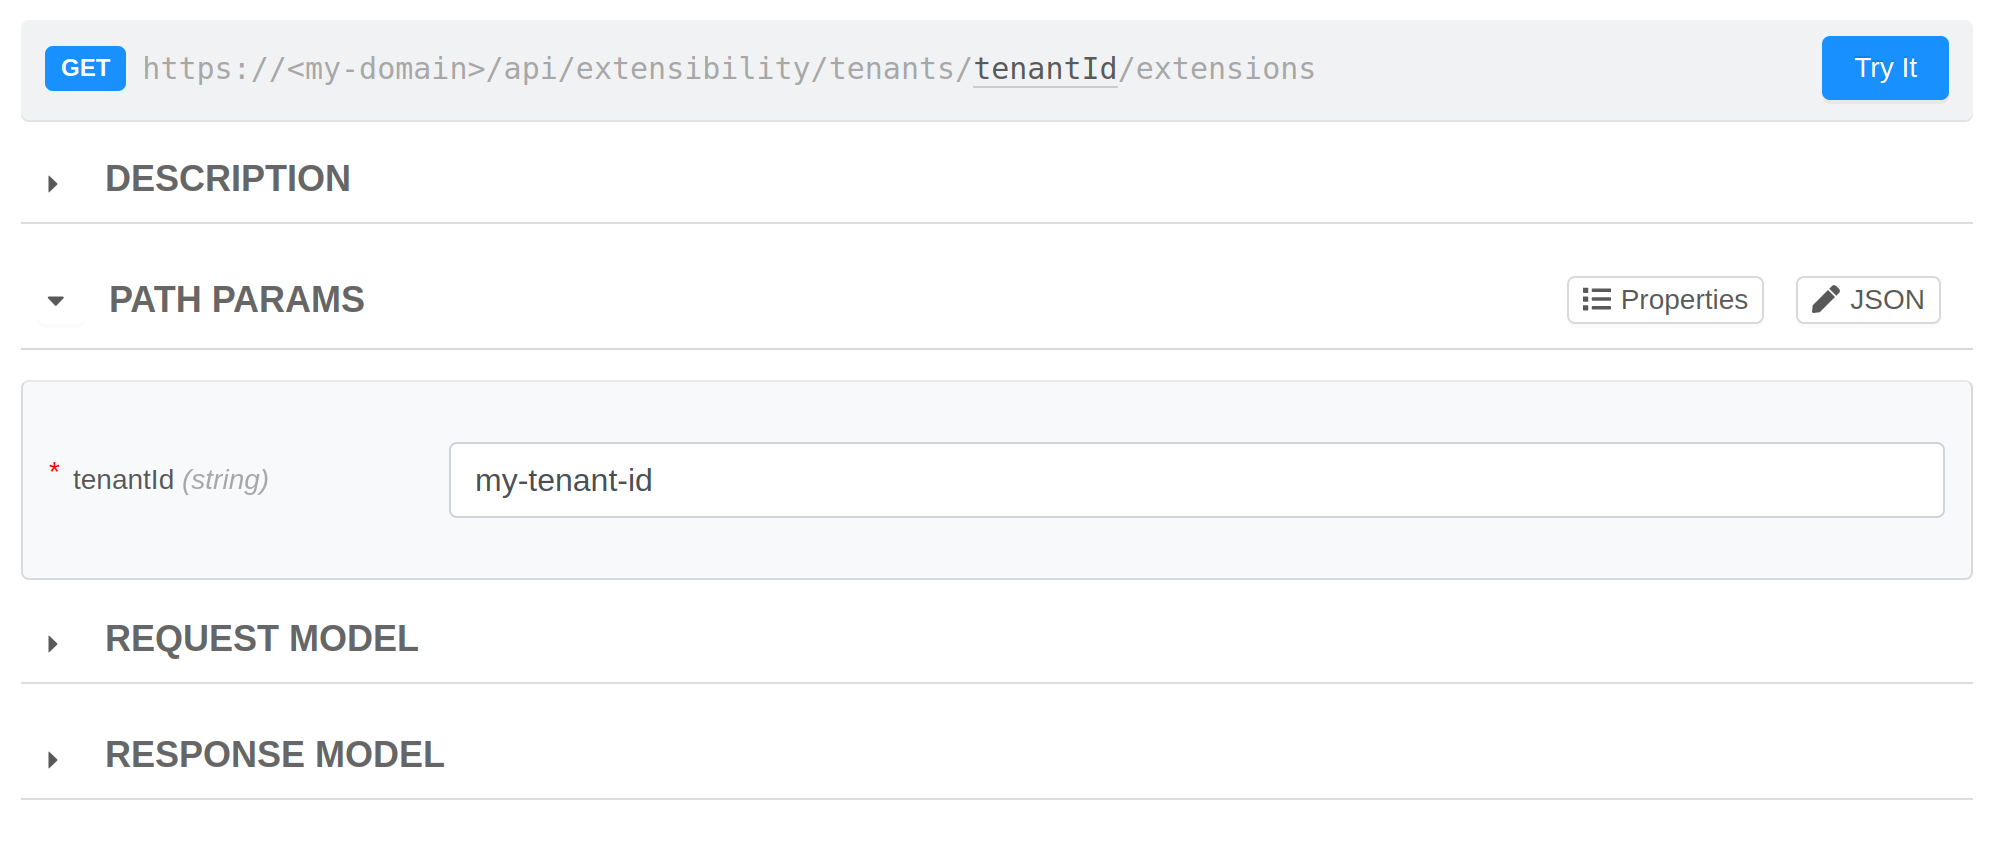 GET https://<my-domain>/api/extensibility/tenants/tenantId/extensions Try It
DESCRIPTION
PATH PARAMS Properties JSON
* tenantId (string) my-tenant-id
REQUEST MODEL
RESPONSE MODEL